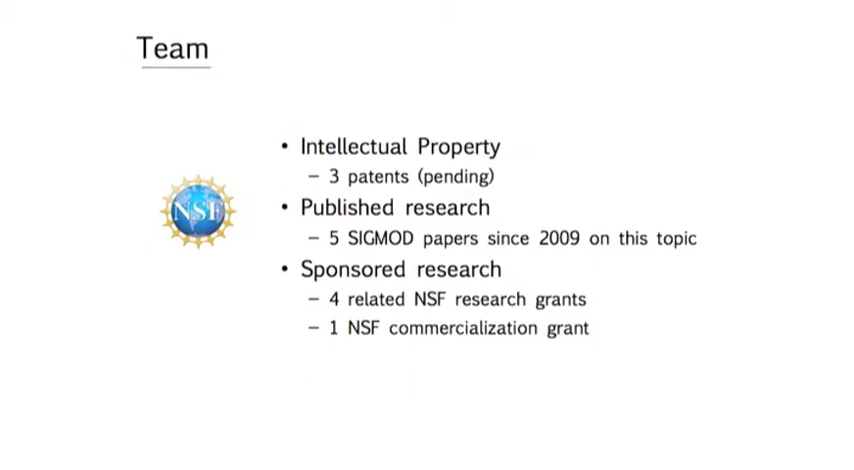 Team
• Intellectual Property
– 3 patents (pending)
NSF
• Published research
– 5 SIGMOD papers since 2009 on this topic
• Sponsored research
– 4 related NSF research grants
– 1 NSF commercialization grant